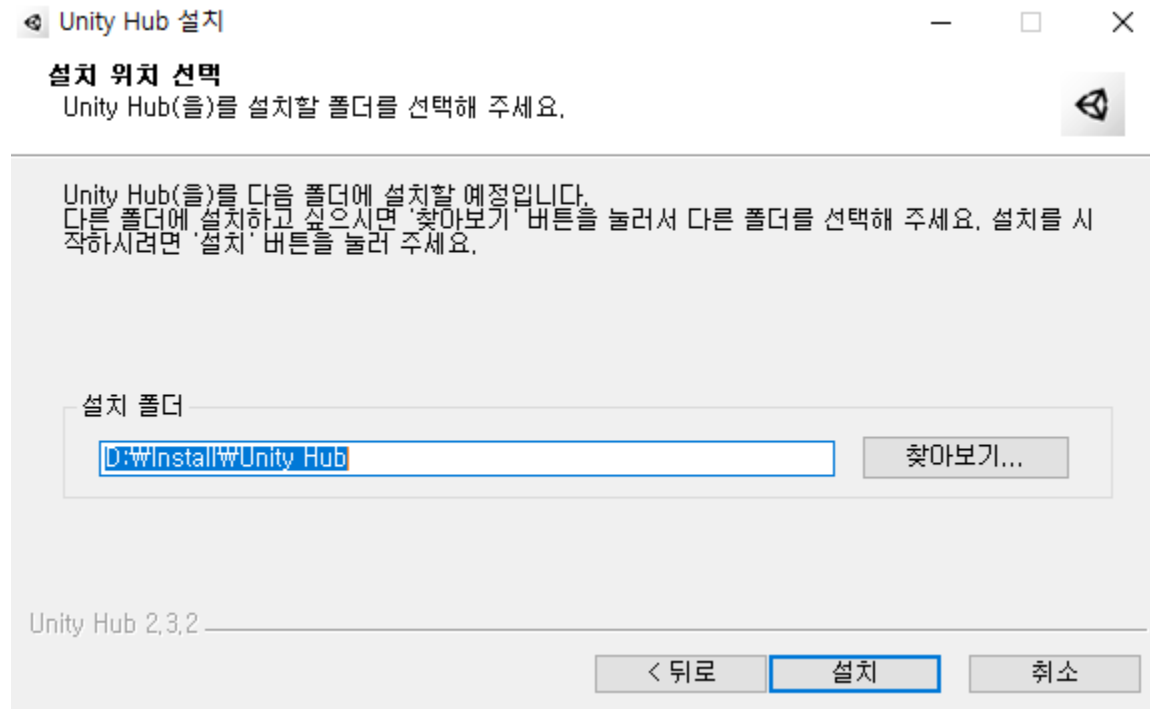 Unity Hub 설치
설치 위치 선택
Unity Hub(을)를 설치할 폴더를 선택해 주세요.
Unity Hub(을)를 다음 폴더에 설치할 예정입니다.
다른 폴더에 설치하고 싶으시면 '찾아보기' 버튼을 눌러서 다른 폴더를 선택해 주세요. 설치를 시
작하시려면 '설치' 버튼을 눌러 주세요.
설치 폴더
D:₩Install₩Unity Hub
찾아보기...
Unity Hub 2.3.2
< 뒤로
설치
취소